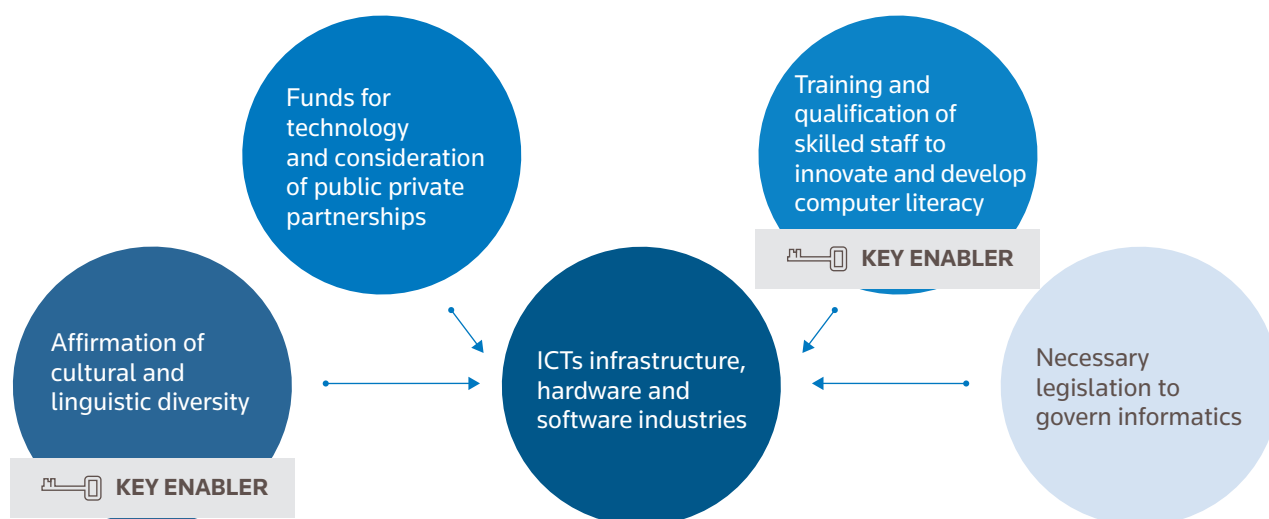 Funds for
technology
and consideration
of public private
partnerships
Training and
qualification of
skilled staff to
innovate and develop
computer literacy
KEY ENABLER
Affirmation of
cultural and
linguistic diversity
KEY ENABLER
ICTs infrastructure,
hardware and
software industries
Necessary
legislation to
govern informatics